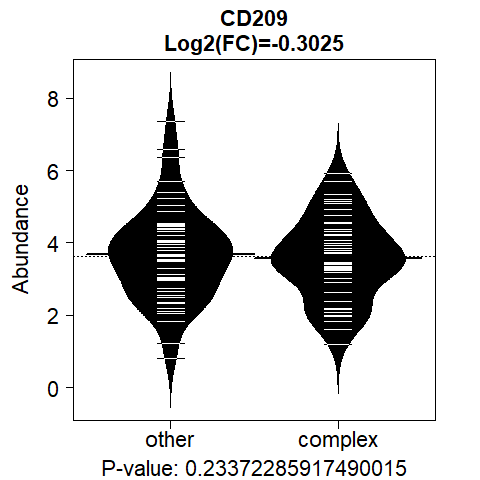 CD209
Log2(FC)=-0.3025
Abundance
8
6
4
2
0
other complex
P-value: 0.23372285917490015